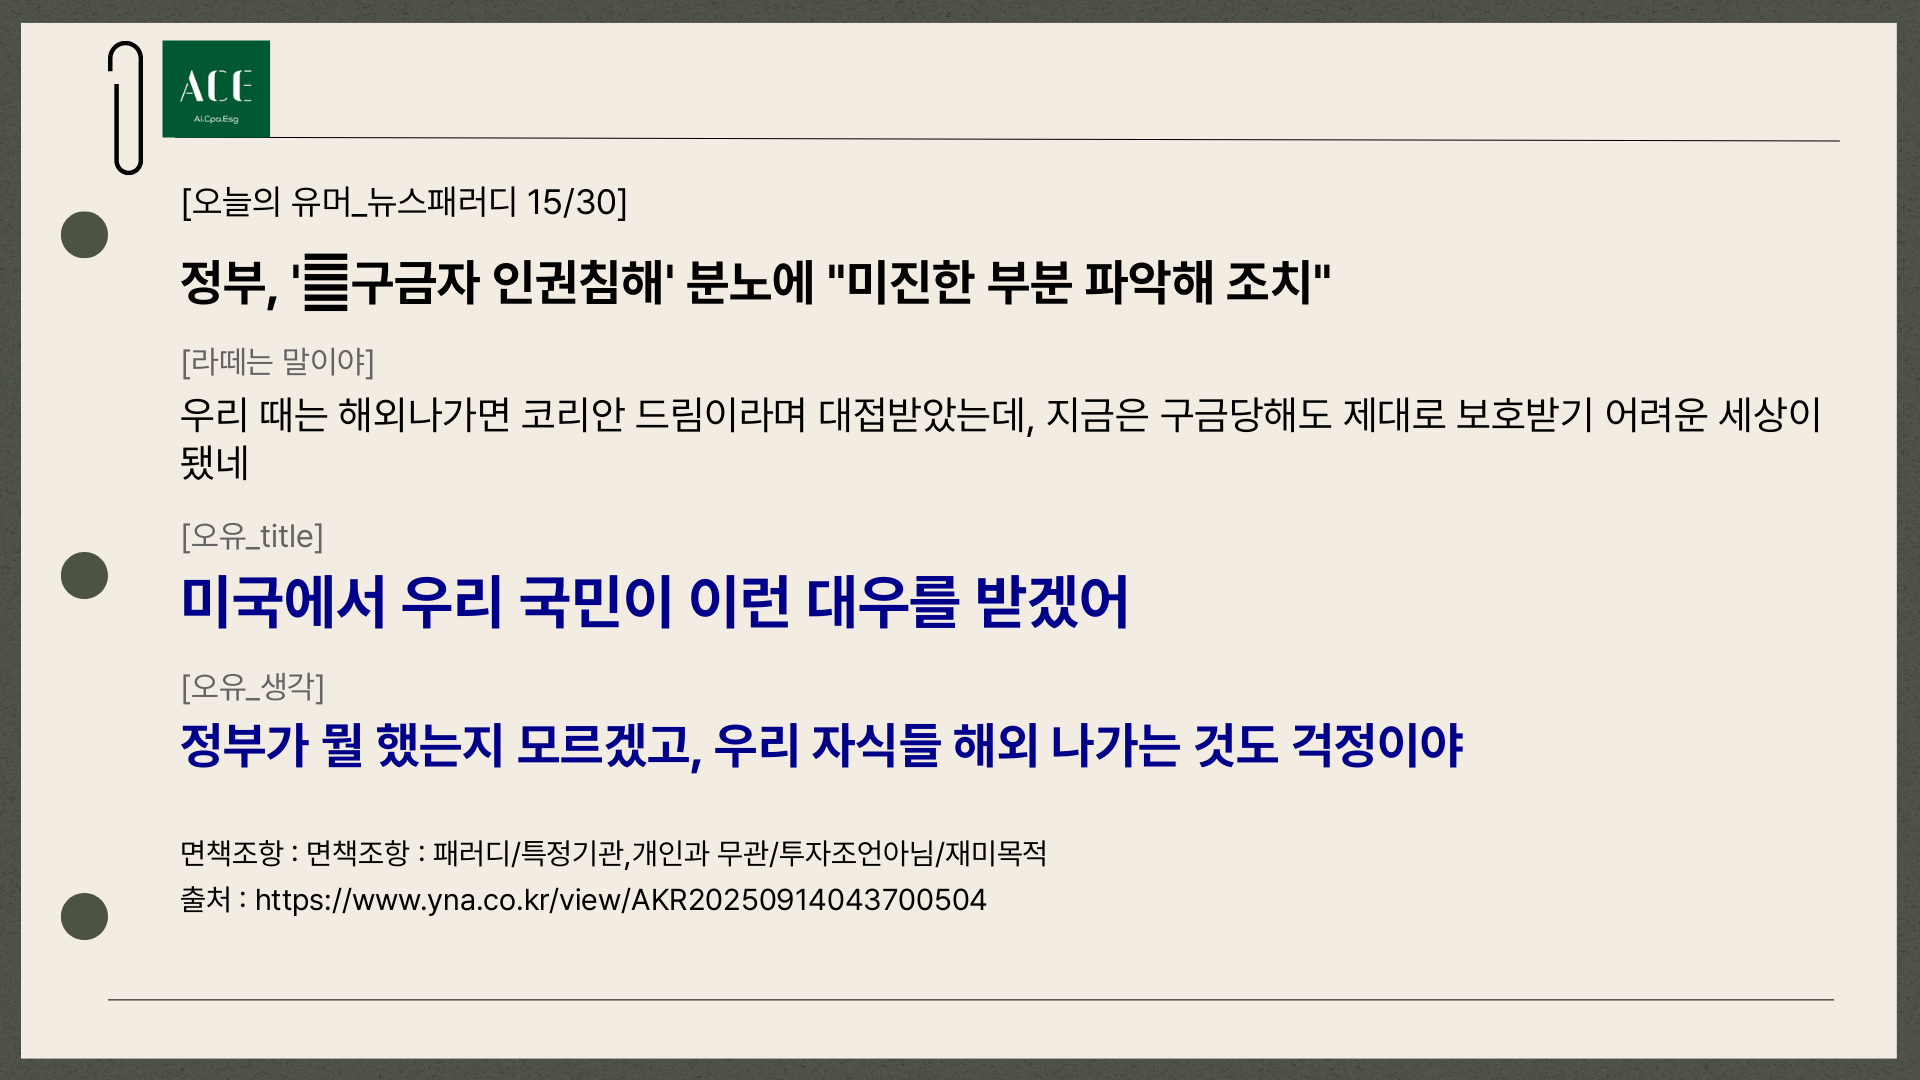 ACE
Ai.Cpa.Esg
[오늘의 유머_뉴스패러디 15/30]
정부, '구금자 인권침해' 분노에 "미진한 부분 파악해 조치"
[라떼는 말이야]
우리 때는 해외나가면 코리안 드림이라며 대접받았는데, 지금은 구금당해도 제대로 보호받기 어려운 세상이
됐네
[오유_title]
미국에서 우리 국민이 이런 대우를 받겠어
[오유_생각]
정부가 뭘 했는지 모르겠고, 우리 자식들 해외 나가는 것도 걱정이야
면책조항 : 면책조항 : 패러디/특정기관,개인과 무관/투자조언아님/재미목적
출처 : https://www.yna.co.kr/view/AKR20250914043700504